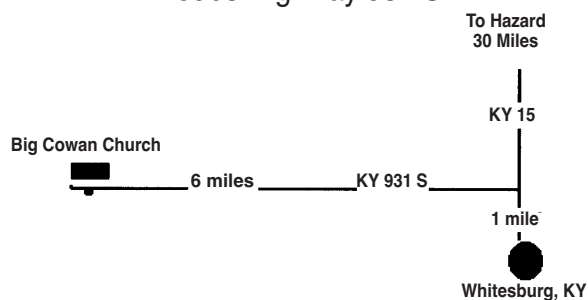 To Hazard
30 Miles
KY 15
Big Cowan Church
6 miles
KY 931 S
1 mile
Whitesburg, KY